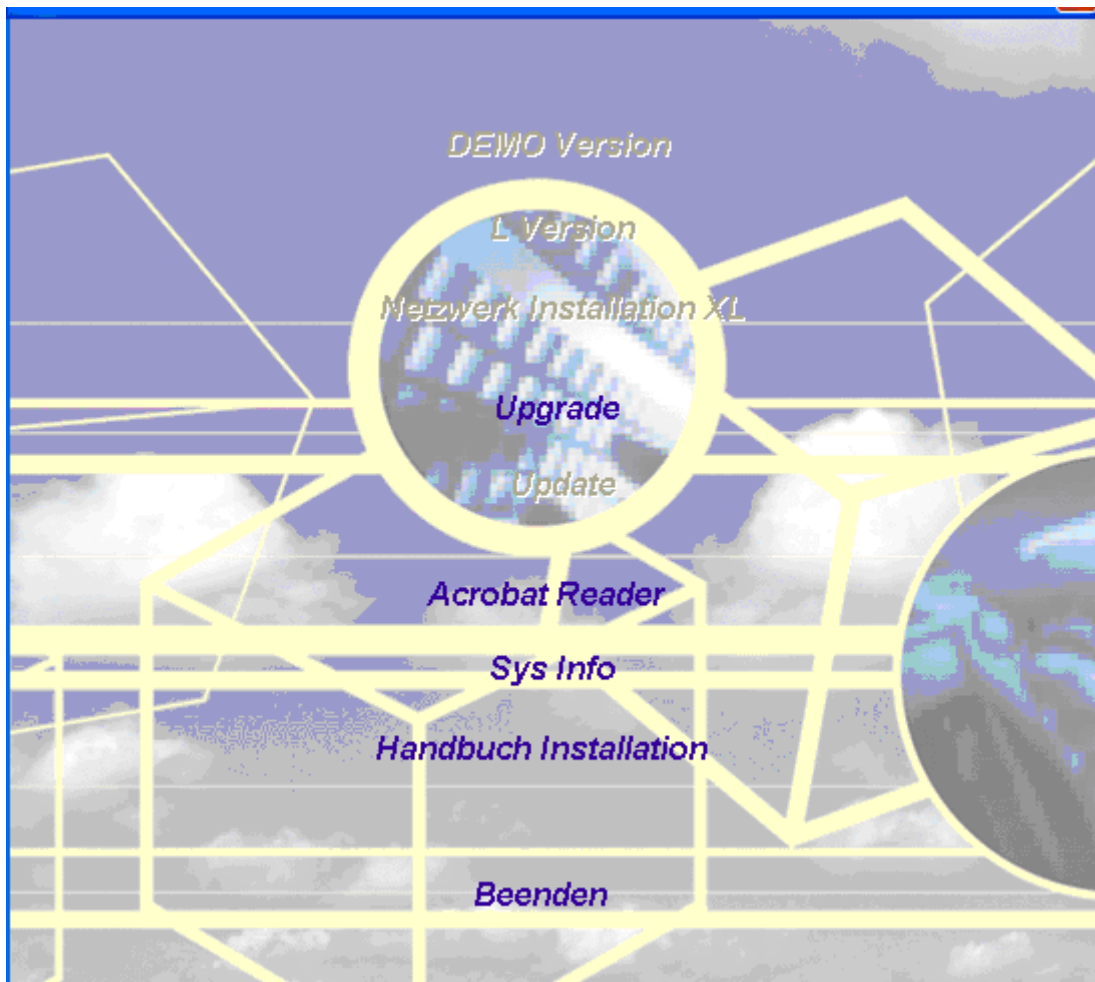 DEMO Version
L Version
Netzwerk Installation XL
Upgrade
Update
Acrobat Reader
Sys Info
Handbuch Installation
Beenden